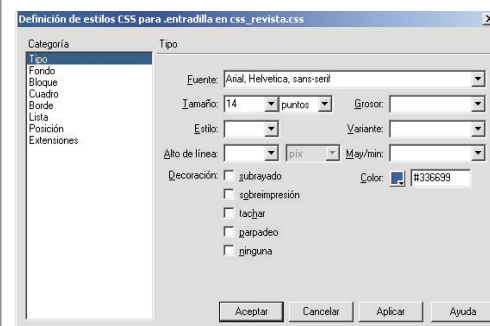 Definición de estilos CSS para .entradilla en css_revista.css
Categoría
Tipo
Fondo
Bloque
Cuadro
Borde
Lista
Posición
Extensiones
Tipo
Fuente: Arial, Helvetica, sans-serif
Tamaño: 14 puntos Grosor:
Estilo: Variante:
Alto de línea: píx May/min:
Decoración: subrayado Color: #336699
sobreimpresión
tachar
parpadeo
ninguna
Aceptar Cancelar Aplicar Ayuda